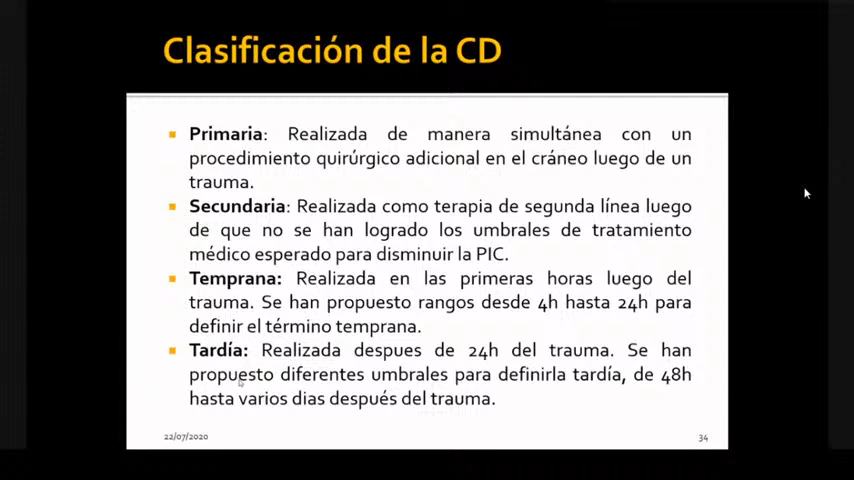 Clasificación de la CD
Primaria: Realizada de manera simultánea con un
procedimiento quirúrgico adicional en el cráneo luego de un
trauma.
Secundaria: Realizada como terapia de segunda línea luego
de que no se han logrado los umbrales de tratamiento
médico esperado para disminuir la PIC.
Temprana: Realizada en las primeras horas luego del
trauma. Se han propuesto rangos desde 4h hasta 24h para
definir el término temprana.
Tardía: Realizada despues de 24h del trauma. Se han
propuesto diferentes umbrales para definirla tardía, de 48h
hasta varios dias después del trauma.
22/07/2020
34